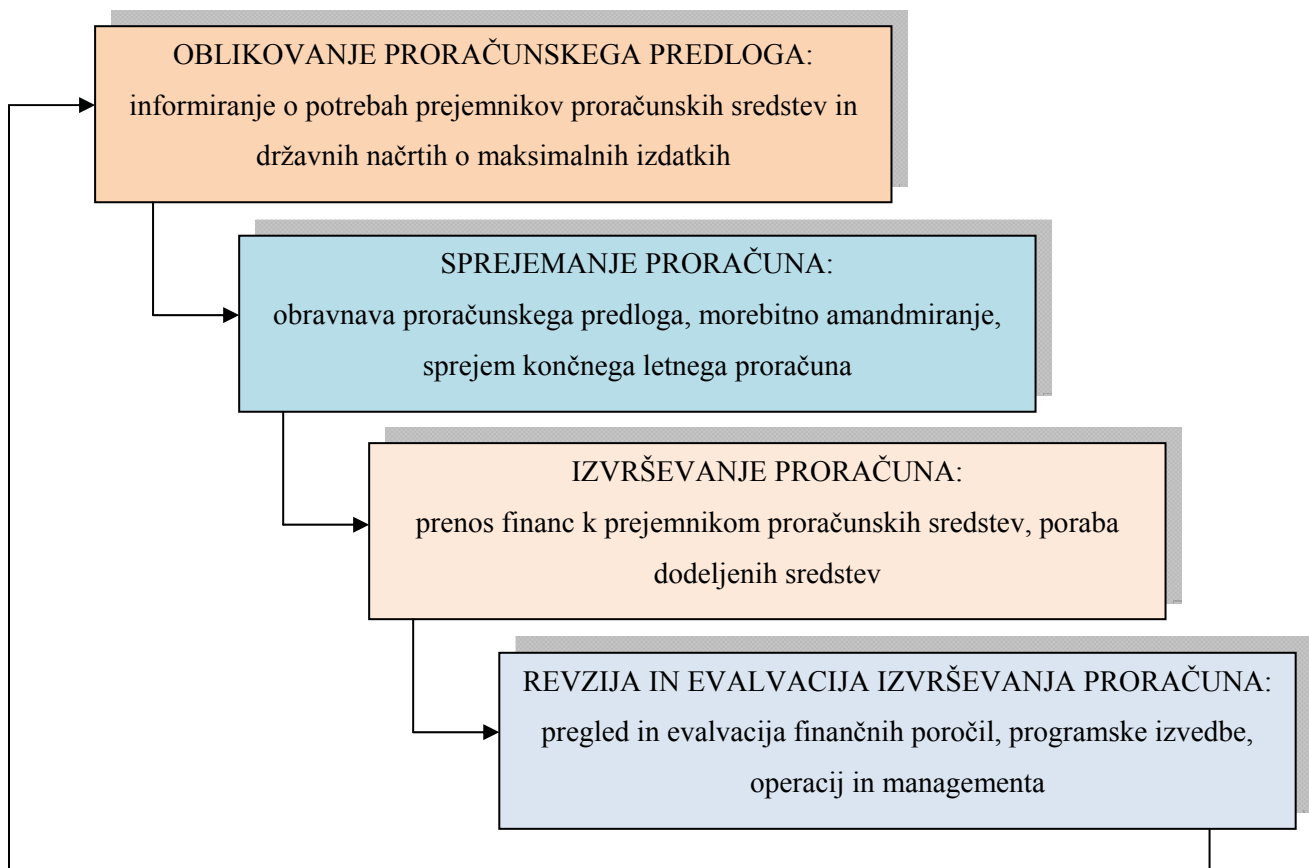 OBLIKOVANJE PRORAČUNSKEGA PREDLOGA:
informiranje o potrebah prejemnikov proračunskih sredstev in
državnih načrtih o maksimalnih izdatkih
SPREJEMANJE PRORAČUNA:
obravnava proračunskega predloga, morebitno amandmiranje,
sprejem končnega letnega proračuna
IZVRŠEVANJE PRORAČUNA:
prenos financ k prejemnikom proračunskih sredstev, poraba
dodeljenih sredstev
REVZIJA IN EVALVACIJA IZVRŠEVANJA PRORAČUNA:
pregled in evalvacija finančnih poročil, programske izvedbe,
operacij in managementa